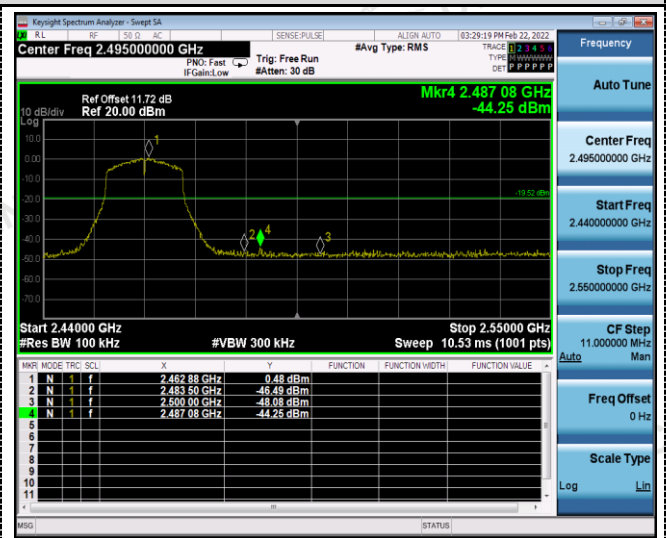 Keysight Spectrum Analyzer - Swept SA
RL RF 50 Ω AC SENSE:PULSE ALIGN AUTO 03:29:19 PM Feb 22, 2022
Center Freq 2.495000000 GHz #Avg Type: RMS TRACE 1 2 3 4 5 6
PNO: Fast Trig: Free Run TYPE MWWWWW
IFGain:Low #Atten: 30 dB DET P P P P P P
Mkr4 2.487 08 GHz
-44.25 dBm
Ref Offset 11.72 dB
10 dB/div Ref 20.00 dBm
Log
10.0
0.00
-10.0
-20.0
-30.0
-40.0
-50.0
-60.0
-70.0
1
2
4
3
-19.52 dBm
Start 2.44000 GHz Stop 2.55000 GHz
#Res BW 100 kHz #VBW 300 kHz Sweep 10.53 ms (1001 pts)
MKR MODE TRC SCL X Y FUNCTION FUNCTION WIDTH FUNCTION VALUE
1 N 1 f 2.462 88 GHz 0.48 dBm
2 N 1 f 2.483 50 GHz -46.49 dBm
3 N 1 f 2.500 00 GHz -48.08 dBm
4 N 1 f 2.487 08 GHz -44.25 dBm
5
6
7
8
9
10
11
MSG STATUS
Frequency
Auto Tune
Center Freq
2.495000000 GHz
Start Freq
2.440000000 GHz
Stop Freq
2.550000000 GHz
CF Step
11.000000 MHz
Auto Man
Freq Offset
0 Hz
Scale Type
Log Lin